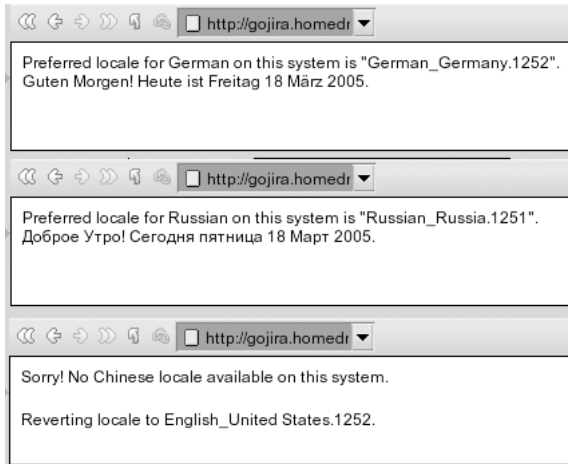 http://gojira.homedr
Preferred locale for German on this system is "German_Germany.1252".
Guten Morgen! Heute ist Freitag 18 März 2005.
http://gojira.homedr
Preferred locale for Russian on this system is "Russian_Russia.1251".
Доброе Утро! Сегодня пятница 18 Март 2005.
http://gojira.homedr
Sorry! No Chinese locale available on this system.
Reverting locale to English_United States.1252.